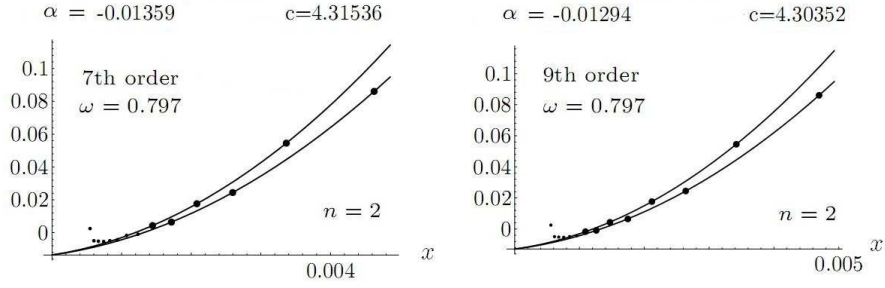 α = -0.01359 c=4.31536
0.1
0.08
0.06
0.04
0.02
0
7th order
ω = 0.797
n = 2
x
0.004
α = -0.01294 c=4.30352
0.1
0.08
0.06
0.04
0.02
0
9th order
ω = 0.797
n = 2
x
0.005